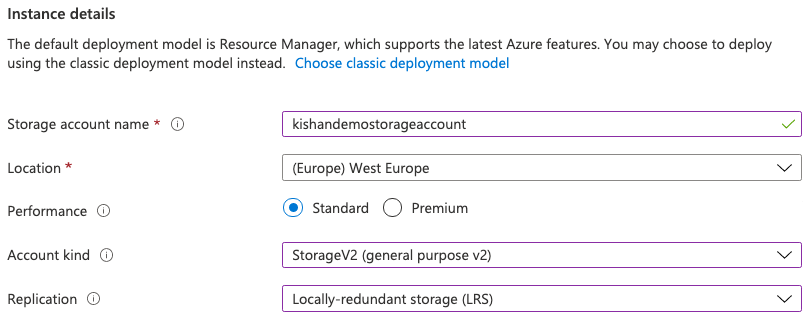 Instance details
The default deployment model is Resource Manager, which supports the latest Azure features. You may choose to deploy
using the classic deployment model instead. Choose classic deployment model
Storage account name * kishandemostorageaccount
Location * (Europe) West Europe
Performance Standard Premium
Account kind StorageV2 (general purpose v2)
Replication Locally-redundant storage (LRS)